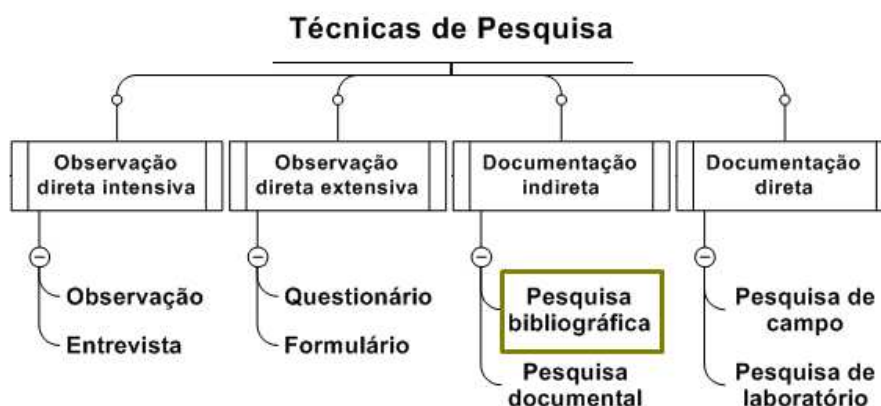 Técnicas de Pesquisa
Observação
direta intensiva
Observação
direta extensiva
Documentação
indireta
Documentação
direta
Observação
Entrevista
Questionário
Formulário
Pesquisa
bibliográfica
Pesquisa
documental
Pesquisa de
campo
Pesquisa de
laboratório